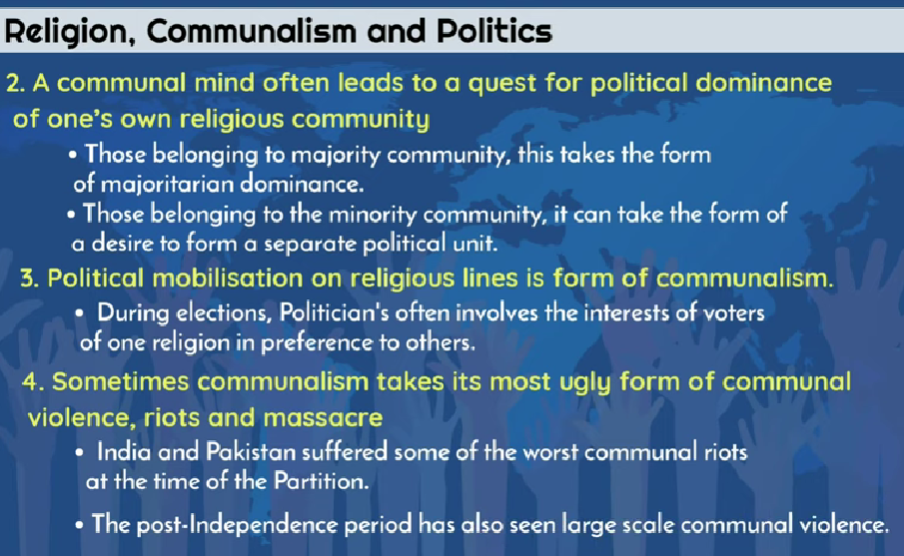 Religion, Communalism and Politics
2. A communal mind often leads to a quest for political dominance
of one's own religious community
• Those belonging to majority community, this takes the form
of majoritarian dominance.
• Those belonging to the minority community, it can take the form of
a desire to form a separate political unit.
3. Political mobilisation on religious lines is form of communalism.
• During elections, Politician's often involves the interests of voters
of one religion in preference to others.
4. Sometimes communalism takes its most ugly form of communal
violence, riots and massacre
• India and Pakistan suffered some of the worst communal riots
at the time of the Partition.
• The post-Independence period has also seen large scale communal violence.